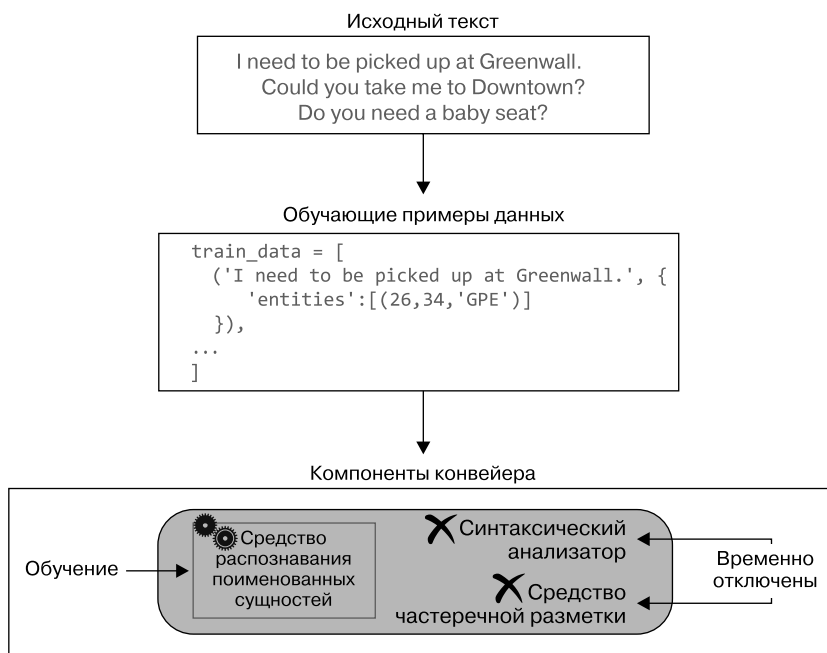 Исходный текст
I need to be picked up at Greenwall.
Could you take me to Downtown?
Do you need a baby seat?
Обучающие примеры данных
train_data = [
('I need to be picked up at Greenwall.', {
'entities':[(26,34,'GPE')]
}),
...
]
Компоненты конвейера
Обучение
Средство
распознавания
поименованных
сущностей
Синтаксический
анализатор
Средство
частеречной разметки
Временно
отключены